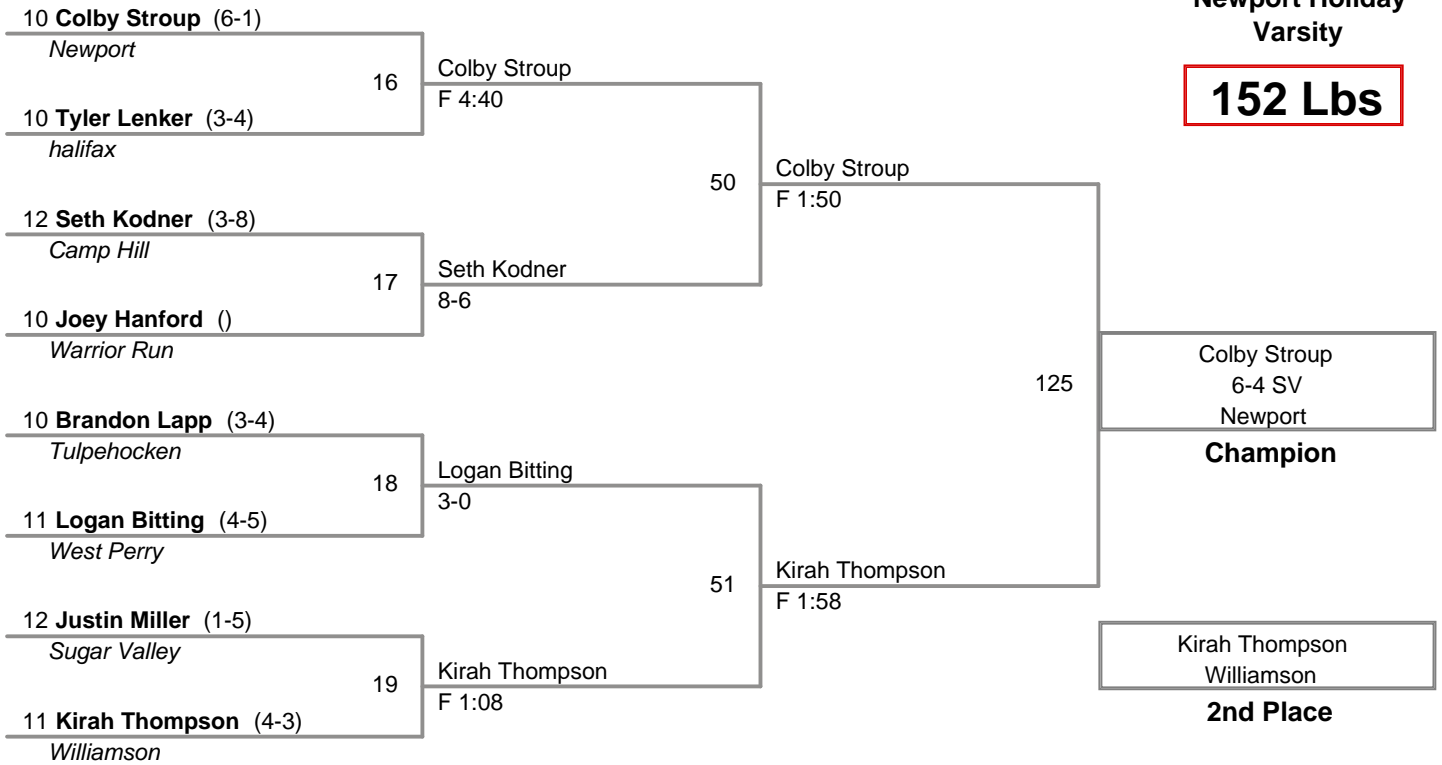 Newport Holiday
Varsity
152 Lbs
10 Colby Stroup (6-1)
Newport
16
Colby Stroup
F 4:40
10 Tyler Lenker (3-4)
halifax
50
Colby Stroup
F 1:50
12 Seth Kodner (3-8)
Camp Hill
17
Seth Kodner
8-6
10 Joey Hanford ()
Warrior Run
125
Colby Stroup
6-4 SV
Newport
Champion
10 Brandon Lapp (3-4)
Tulpehocken
18
Logan Bitting
3-0
11 Logan Bitting (4-5)
West Perry
51
Kirah Thompson
F 1:58
12 Justin Miller (1-5)
Sugar Valley
19
Kirah Thompson
F 1:08
11 Kirah Thompson (4-3)
Williamson
Kirah Thompson
Williamson
2nd Place